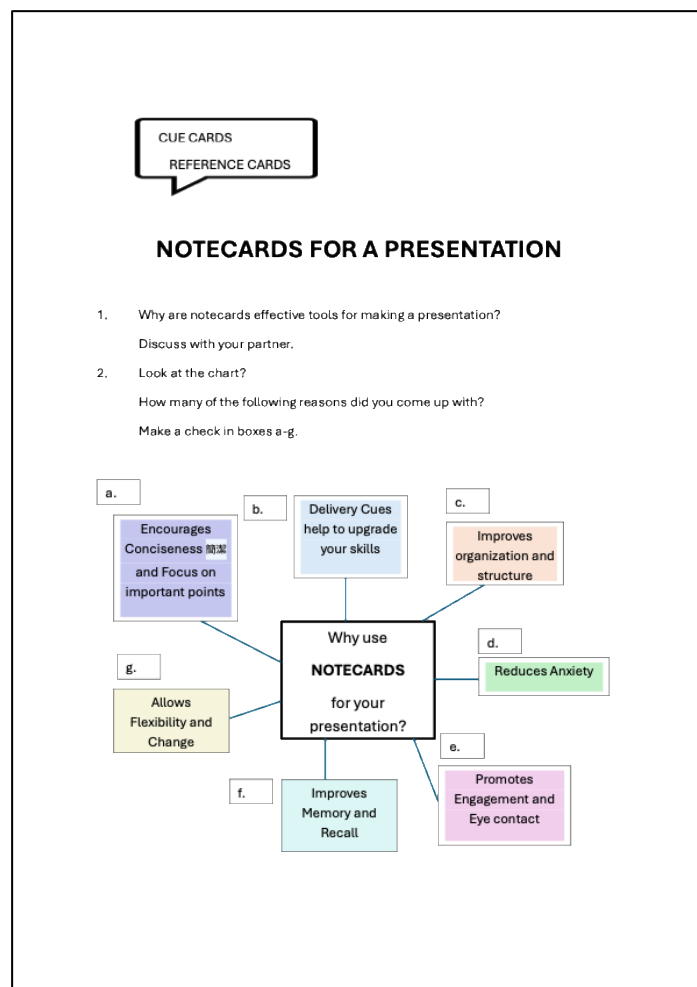 CUE CARDS
REFERENCE CARDS
NOTECARDS FOR A PRESENTATION
1. Why are notecards effective tools for making a presentation?
Discuss with your partner.
2. Look at the chart?
How many of the following reasons did you come up with?
Make a check in boxes a-g.
a.
Encourages
Conciseness 簡潔
and Focus on
important points
b.
Delivery Cues
help to upgrade
your skills
c.
Improves
organization and
structure
d.
Reduces Anxiety
e.
Promotes
Engagement and
Eye contact
f.
Improves
Memory and
Recall
g.
Allows
Flexibility and
Change
Why use
NOTECARDS
for your
presentation?